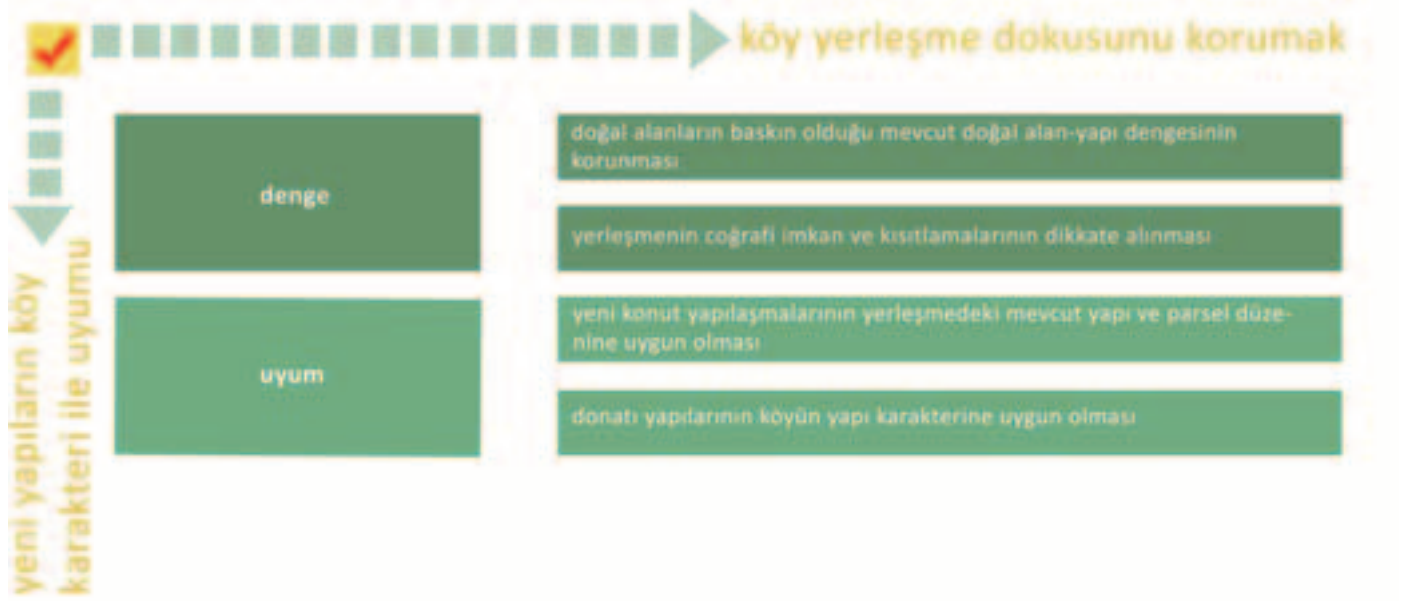 köy yerleşme dokusunu korumak
denge
doğal alanların baskın olduğu mevcut doğal alan-yapı dengesinin
korunması
yerleşmenin coğrafi imkan ve kısıtlamalarının dikkate alınması
uyum
yeni konut yapılaşmalarının yerleşmedeki mevcut yapı ve parsel düze-
nine uygun olması
donatı yapılarının köyün yapı karakterine uygun olması
yeni yapıların köy
karakteri ile uyumu